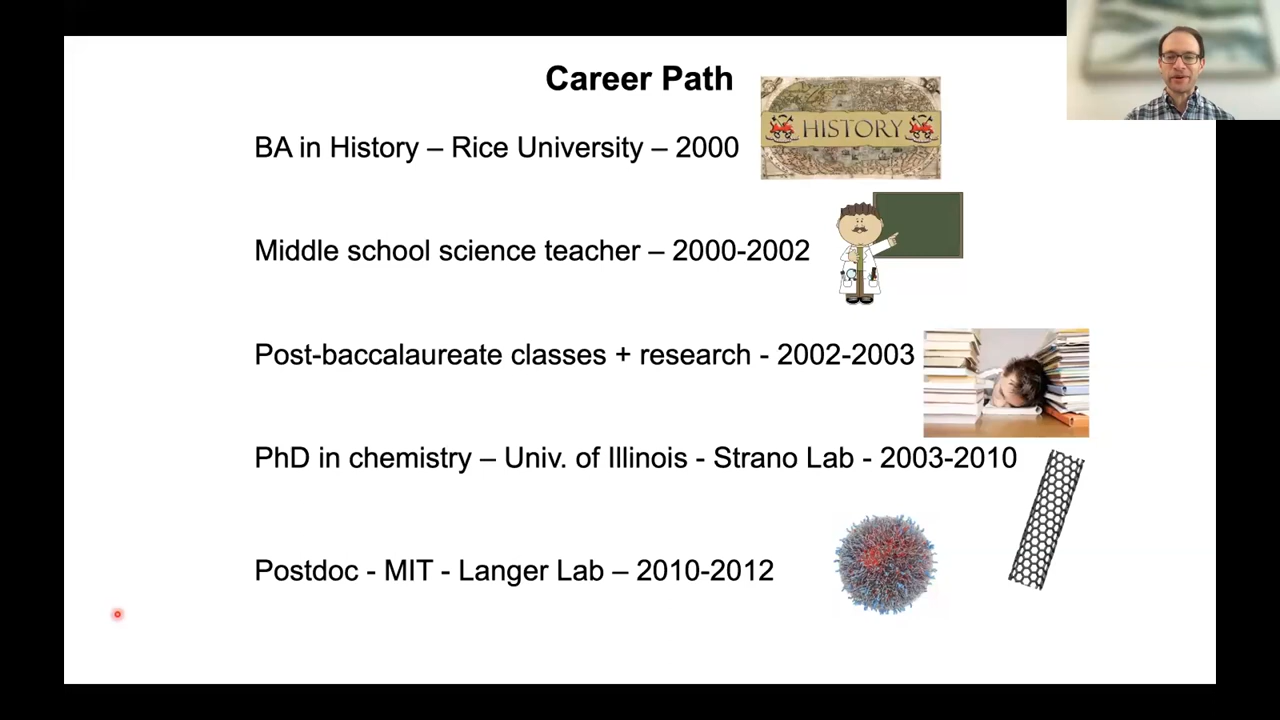 Career Path
BA in History – Rice University – 2000
HISTORY
Middle school science teacher – 2000-2002
Post-baccalaureate classes + research - 2002-2003
PhD in chemistry – Univ. of Illinois - Strano Lab - 2003-2010
Postdoc - MIT - Langer Lab – 2010-2012